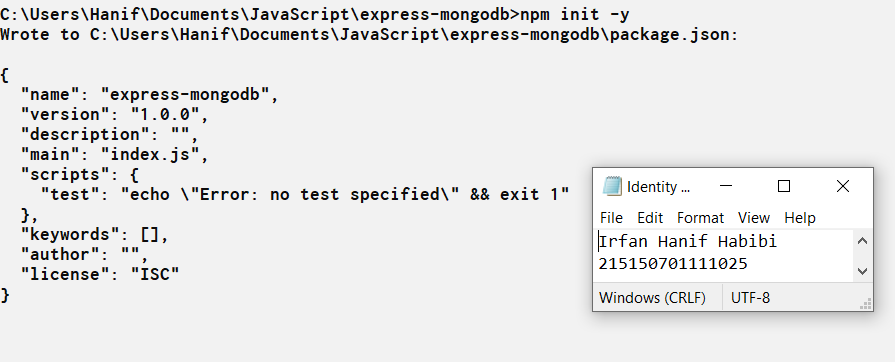 C:\Users\Hanif\Documents\JavaScript\express-mongodb>npm init -y
Wrote to C:\Users\Hanif\Documents\JavaScript\express-mongodb\package.json:
{
  "name": "express-mongodb",
  "version": "1.0.0",
  "description": "",
  "main": "index.js",
  "scripts": {
    "test": "echo \"Error: no test specified\" && exit 1"
  },
  "keywords": [],
  "author": "",
  "license": "ISC"
}
Identity ...
File Edit Format View Help
Irfan Hanif Habibi
215150701111025
Windows (CRLF) UTF-8